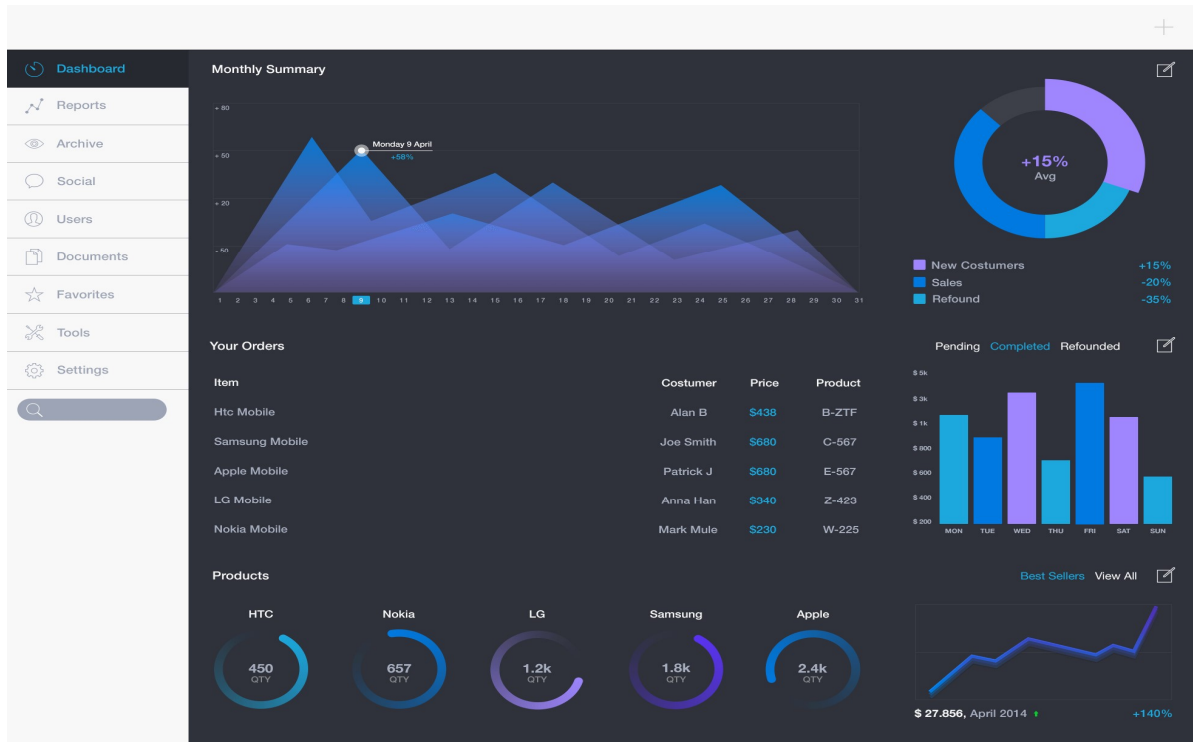 Dashboard
Reports
Archive
Social
Users
Documents
Favorites
Tools
Settings
Monthly Summary
+ 80
+ 50
+ 20
- 50
Monday 9 April
+58%
1 2 3 4 5 6 7 8 9 10 11 12 13 14 15 16 17 18 19 20 21 22 23 24 25 26 27 28 29 30 31
+15%
Avg
New Costumers +15%
Sales -20%
Refound -35%
Your Orders
Item Costumer Price Product
Htc Mobile Alan B $438 B-ZTF
Samsung Mobile Joe Smith $680 C-567
Apple Mobile Patrick J $680 E-567
LG Mobile Anna Han $340 Z-423
Nokia Mobile Mark Mule $230 W-225
Pending Completed Refounded
$ 5k
$ 3k
$ 1k
$ 800
$ 600
$ 400
$ 200
MON TUE WED THU FRI SAT SUN
Products
HTC Nokia LG Samsung Apple
450 657 1.2k 1.8k 2.4k
QTY QTY QTY QTY QTY
Best Sellers View All
$ 27.856, April 2014 +140%